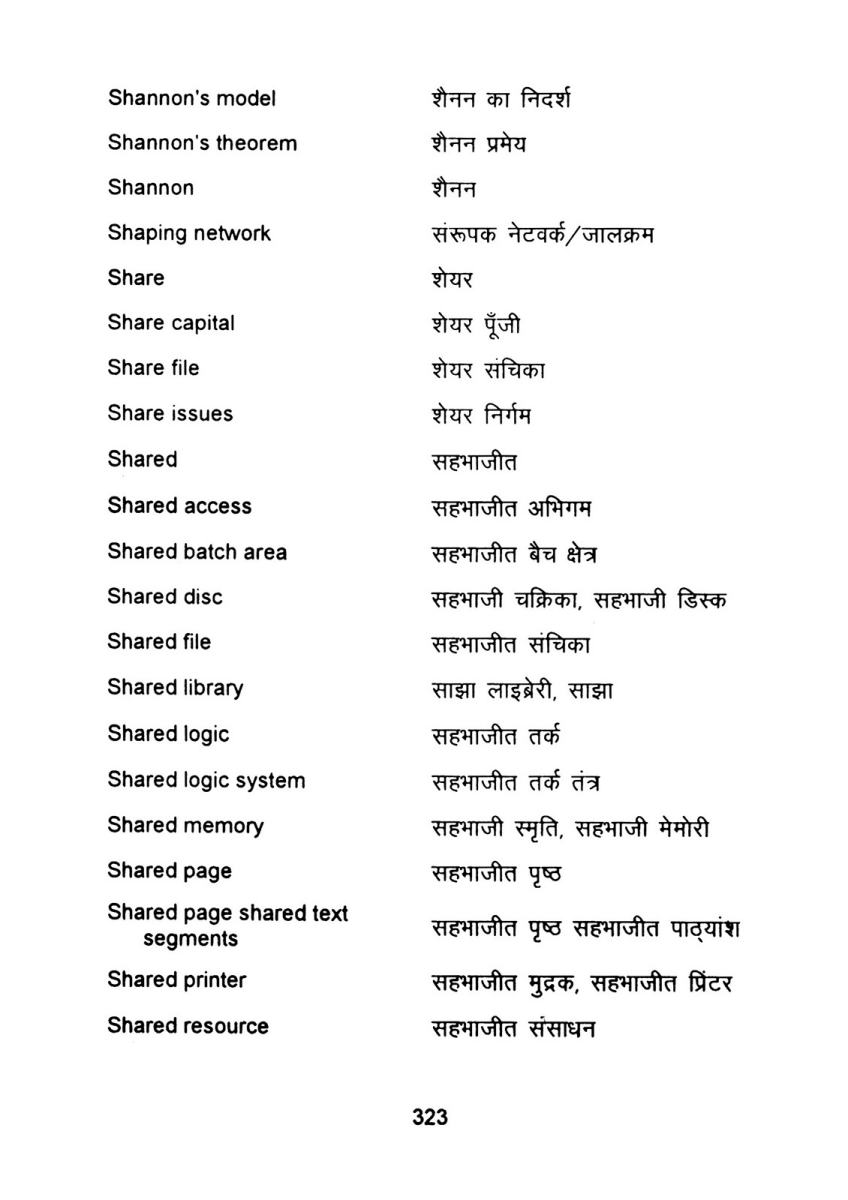 Shannon's model शैनन का निदर्श
Shannon's theorem शैनन प्रमेय
Shannon शैनन
Shaping network संरूपक नेटवर्क/जालक्रम
Share शेयर
Share capital शेयर पूँजी
Share file शेयर संचिका
Share issues शेयर निर्गम
Shared सहभाजीत
Shared access सहभाजीत अभिगम
Shared batch area सहभाजीत बैच क्षेत्र
Shared disc सहभाजी चक्रिका, सहभाजी डिस्क
Shared file सहभाजीत संचिका
Shared library साझा लाइब्रेरी, साझा
Shared logic सहभाजीत तर्क
Shared logic system सहभाजीत तर्क तंत्र
Shared memory सहभाजी स्मृति, सहभाजी मेमोरी
Shared page सहभाजीत पृष्ठ
Shared page shared text
segments सहभाजीत पृष्ठ सहभाजीत पाठ्यांश
Shared printer सहभाजीत मुद्रक, सहभाजीत प्रिंटर
Shared resource सहभाजीत संसाधन
323